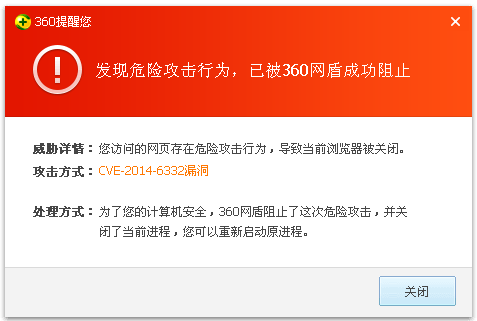 360提醒您
发现危险攻击行为，已被360网盾成功阻止
威胁详情：您访问的网页存在危险攻击行为，导致当前浏览器被关闭。
攻击方式：CVE-2014-6332漏洞
处理方式：为了您的计算机安全，360网盾阻止了这次危险攻击，并关
闭了当前进程，您可以重新启动原进程。
关闭